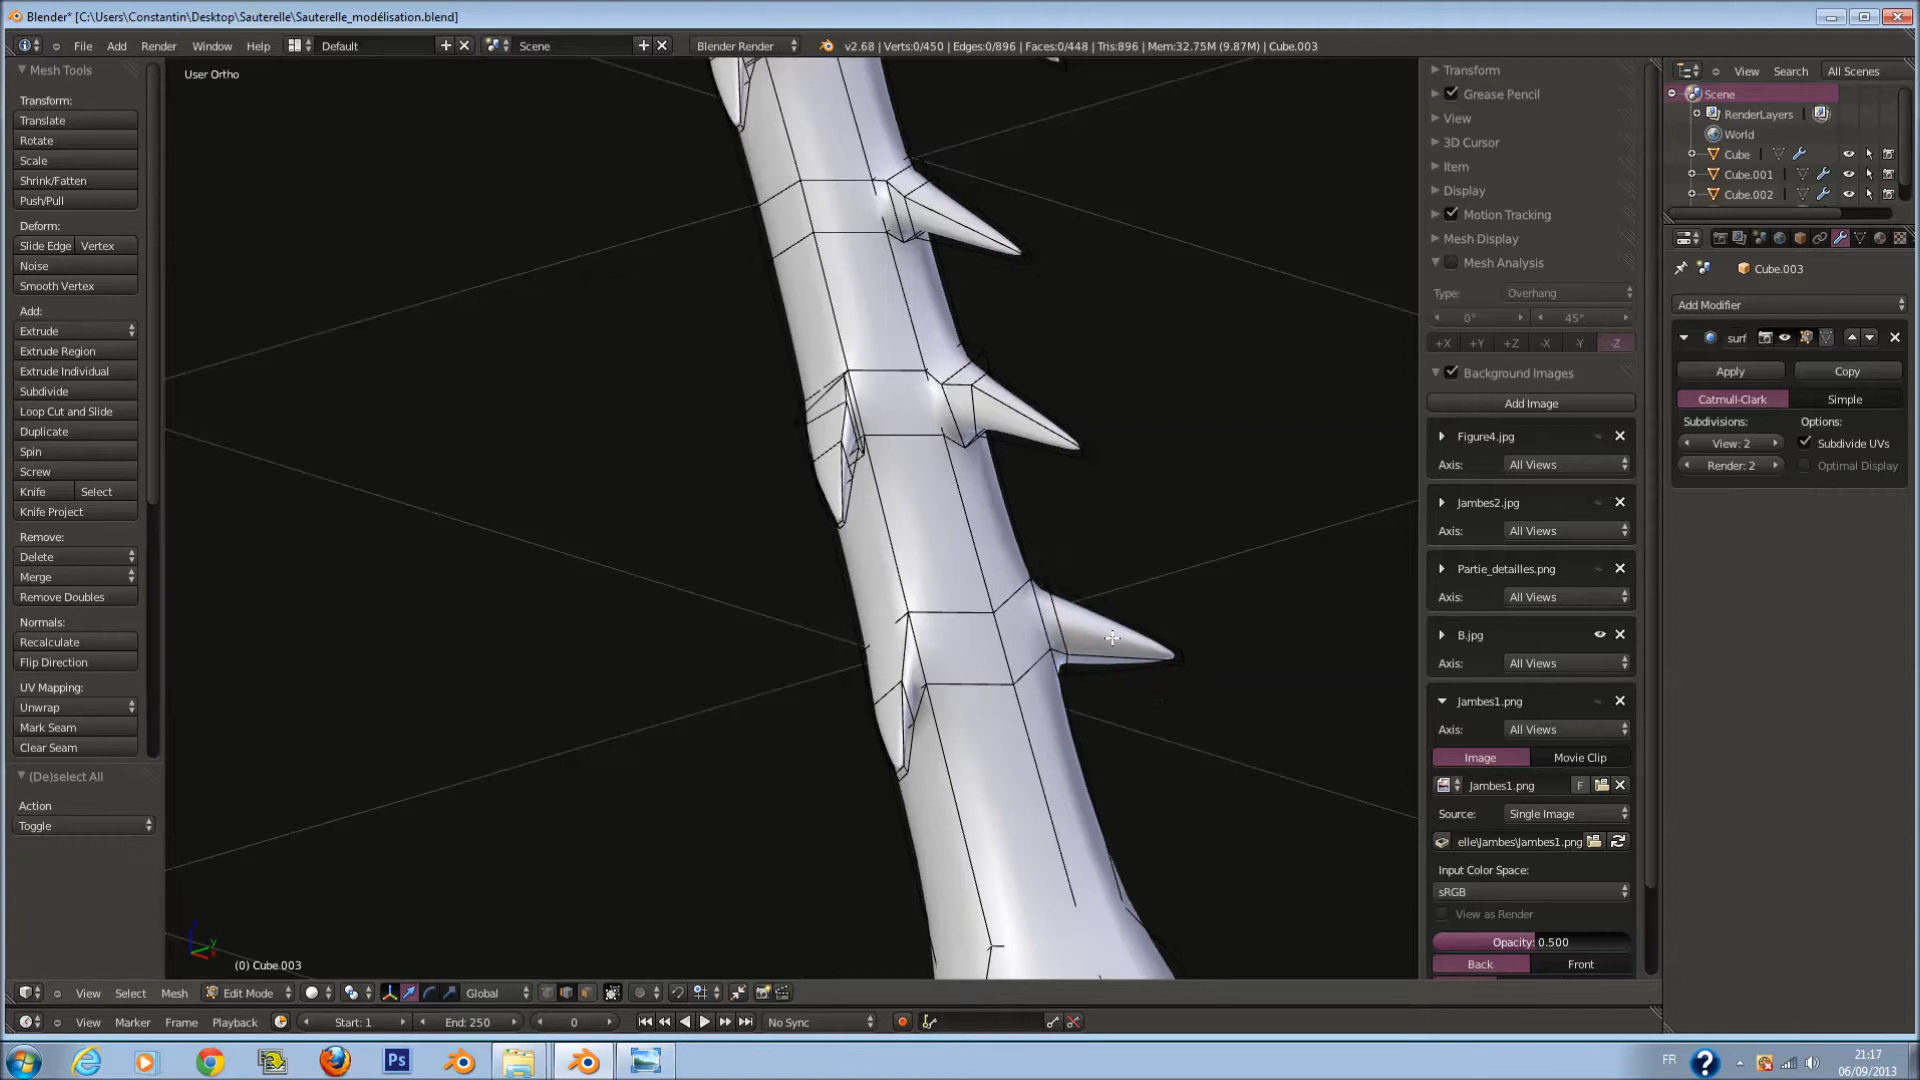 Blender* [C:\Users\Constantin\Desktop\Sauterelle\Sauterelle_modélisation.blend]
File Add Render Window Help Default Scene Blender Render v2.68 | Verts:0/450 | Edges:0/896 | Faces:0/448 | Tris:896 | Mem:32.75M (9.87M) | Cube.003
Mesh Tools
Transform:
Translate
Rotate
Scale
Shrink/Fatten
Push/Pull
Deform:
Slide Edge Vertex
Noise
Smooth Vertex
Add:
Extrude
Extrude Region
Extrude Individual
Subdivide
Loop Cut and Slide
Duplicate
Spin
Screw
Knife Select
Knife Project
Remove:
Delete
Merge
Remove Doubles
Normals:
Recalculate
Flip Direction
UV Mapping:
Unwrap
Mark Seam
Clear Seam
(De)select All
Action
Toggle
User Ortho
z
y
x
(0) Cube.003
Transform
Grease Pencil
View
3D Cursor
Item
Display
Motion Tracking
Mesh Display
Mesh Analysis
Type: Overhang
0° 45°
+X +Y +Z -X -Y -Z
Background Images
Add Image
Figure4.jpg
Axis: All Views
Jambes2.jpg
Axis: All Views
Partie_detailles.png
Axis: All Views
B.jpg
Axis: All Views
Jambes1.png
Axis: All Views
Image Movie Clip
Jambes1.png F
Source: Single Image
elle\Jambes\Jambes1.png
Input Color Space:
sRGB
View as Render
Opacity: 0.500
Back Front
View Search All Scenes
Scene
RenderLayers
World
Cube
Cube.001
Cube.002
Cube.003
Add Modifier
surf
Apply Copy
Catmull-Clark Simple
Subdivisions: Options:
View: 2 Subdivide UVs
Render: 2 Optimal Display
View Select Mesh Edit Mode Global
View Marker Frame Playback Start: 1 End: 250 0 No Sync
Ps FR 21:17
06/09/2013